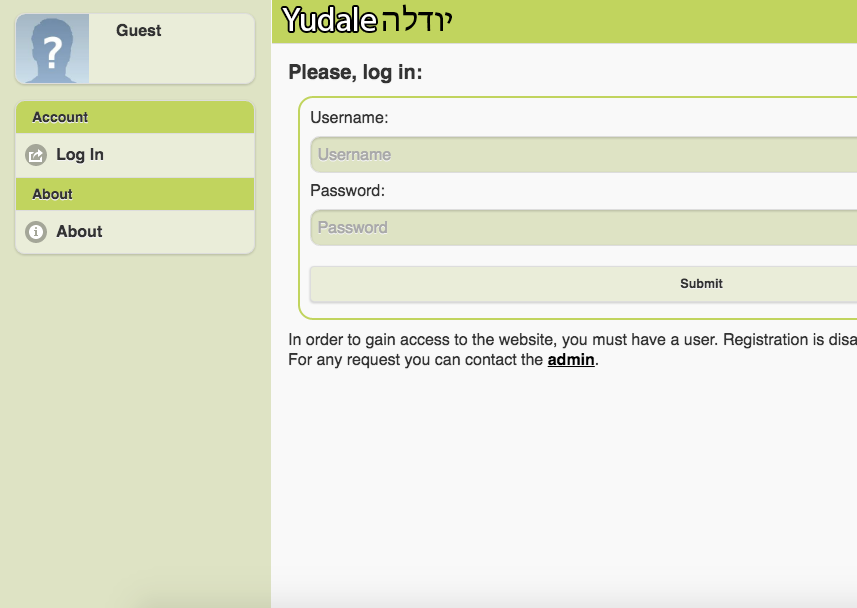 Guest
Account
Log In
About
About
Yudale יודלה
Please, log in:
Username:
Username
Password:
Password
Submit
In order to gain access to the website, you must have a user. Registration is disa
For any request you can contact the admin.